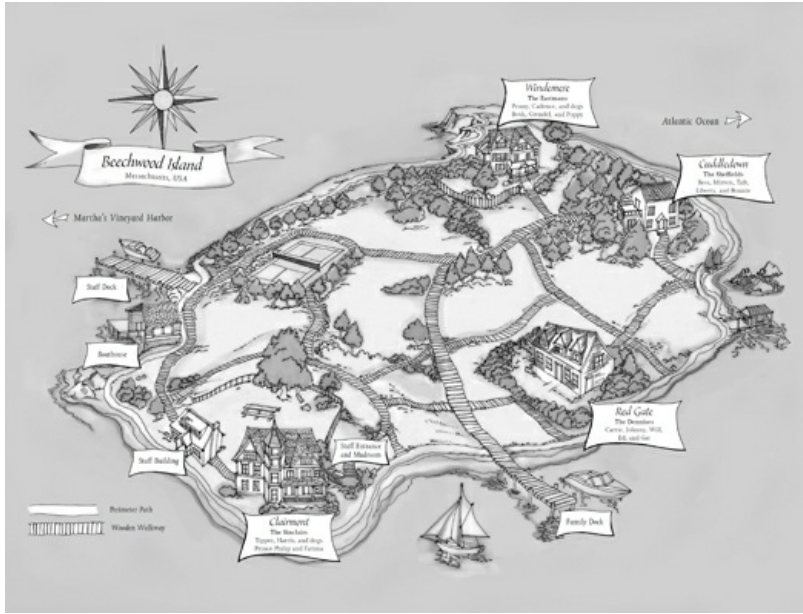 Beechwood Island
Massachusetts, USA
Martha's Vineyard Harbor
Atlantic Ocean
Windemere
The Eastmans
Penny, Cadence, and dogs
Bosh, Grendel, and Poppy
Cuddledown
The Sheffields
Bess, Mirren, Taft,
Liberty, and Bonnie
Staff Dock
Boathouse
Staff Building
Staff Entrance
and Mudroom
Red Gate
The Dennises
Carrie, Johnny, Will,
Ed, and Gat
Clairmont
The Sinclairs
Tipper, Harris, and dogs
Prince Philip and Fatima
Family Dock
Perimeter Path
Wooden Walkway